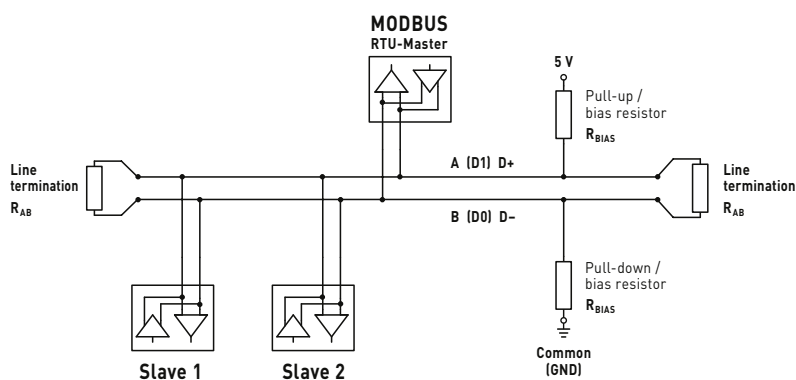 MODBUS
RTU-Master
5 V
Pull-up /
bias resistor
RBIAS
Line
termination
RAB
A (D1) D+
Line
termination
RAB
B (D0) D–
Pull-down /
bias resistor
RBIAS
Common
(GND)
Slave 1
Slave 2